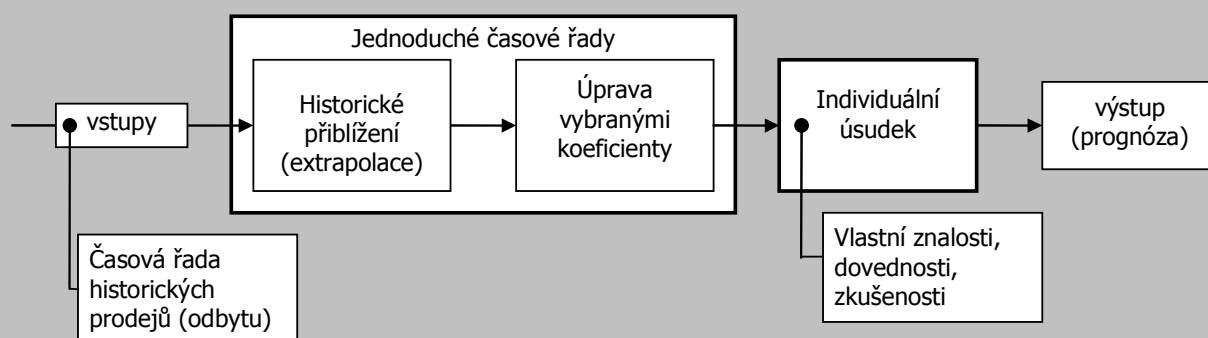 Jednoduché časové řady
vstupy
Historické
přiblížení
(extrapolace)
Úprava
vybranými
koeficienty
Individuální
úsudek
výstup
(prognóza)
Časová řada
historických
prodejů (odbytu)
Vlastní znalosti,
dovednosti,
zkušenosti